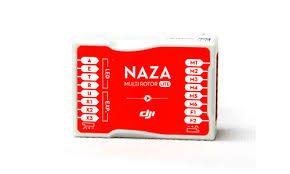 A
E
T
R
U
X1
X2
X3
LED
EXP.
NAZA
MULTI ROTOR LITE
dji
M1
M2
M3
M4
M5
M6
F1
F2